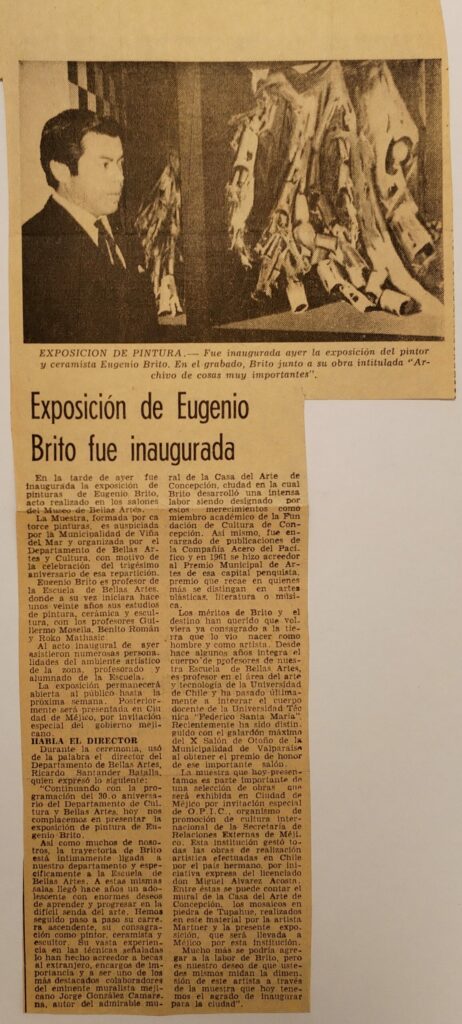 EXPOSICION DE PINTURA.— Fue inaugurada ayer la exposición del pintor
y ceramista Eugenio Brito. En el grabado, Brito junto a su obra intitulada "Ar-
chivo de cosas muy importantes".
Exposición de Eugenio
Brito fue inaugurada
En la tarde de ayer fue
inaugurada la exposición de
pinturas de Eugenio Brito,
acto realizado en los salones
del Museo de Bellas Artes.
La Muestra, formada por ca
torce pinturas, es auspiciada
por la Municipalidad de Viña
del Mar y organizada por el
Departamento de Bellas Ar
tes y Cultura, con motivo de
la celebración del trigésimo
aniversario de esa repartición.
Eugenio Brito es profesor de
la Escuela de Bellas Artes,
donde a su vez iniciara hace
unos veinte años sus estudios
de pintura, cerámica y escul-
tura, con los profesores Gui-
llermo Mosella, Benito Román
y Roko Matjiasic.
Al acto inaugural de ayer
asistieron numerosas perso-
nalidades del ambiente artístico
de la zona, profesorado y
alumnado de la Escuela.
La exposición permanecerá
abierta al público hasta la
próxima semana. Posterior-
mente será presentada en Ciu
dad de Méjico, por invitación
especial del gobierno meji-
cano.
HABLA EL DIRECTOR
Durante la ceremonia, usó
de la palabra el director del
Departamento de Bellas Artes,
Ricardo Santander Batalla,
quien expresó lo siguiente:
"Continuando con la pro-
gramación del 30.o aniversa-
rio del Departamento de Cul-
tura y Bellas Artes, hoy nos
complacemos en presentar la
exposición de pintura de Eu-
genio Brito.
Así como muchos de noso-
tros, la trayectoria de Brito
está íntimamente ligada a
nuestro departamento y es-
pecíficamente a la Escuela de
Bellas Artes. A estas mismas
salas llegó hace años un ado-
lescente con enormes deseos
de aprender y progresar en la
difícil senda del arte. Hemos
seguido paso a paso su carre-
ra ascendente, su consagra-
ción como pintor, ceramista y
escultor. Su vasta experien-
cia en las técnicas señaladas
lo han hecho acreedor a becas
al extranjero, encargos de im-
portancia y a ser uno de los
más destacados colaboradores
del eminente muralista meji-
cano Jorge González Camare-
na, autor del admirable mu-
ral de la Casa del Arte de
Concepción, ciudad en la cual
Brito desarrolló una intensa
labor siendo designado por
estos merecimientos como
miembro académico de la Fun
dación de Cultura de Con-
cepción. Así mismo, fue en-
cargado de publicaciones de la
Compañía Acero del Pací-
fico y en 1961 se hizo acreedor
al Premio Municipal de Ar-
tes de esa capital penquista,
premio que recae en quienes
más se distingan en artes
plásticas, literatura o músi-
ca.
Los méritos de Brito y el
destino han querido que vol-
viera ya consagrado a la tie-
rra que lo vio nacer como
hombre y como artista. Desde
hace algunos años integra el
cuerpo de profesores de nues-
tra Escuela de Bellas Artes,
es profesor en el área del arte
y tecnología de la Universidad
de Chile y ha pasado última-
mente a integrar el cuerpo
docente de la Universidad Téc
nica "Federico Santa María".
Recientemente ha sido distin-
guido con el galardón máximo
del X Salón de Otoño de la
Municipalidad de Valparaíso
al obtener el premio de honor
de ese importante salón.
La muestra que hoy presen-
tamos es parte importante de
una selección de obras que
será exhibida en Ciudad de
Méjico por invitación especial
de O.P.I.C., organismo de
promoción de cultura inter-
nacional de la Secretaría de
Relaciones Externas de Méji-
co. Esta institución gestó to-
das las obras de realización
artística efectuadas en Chile
por el país hermano, por ini-
ciativa express del licenciado
don Miguel Alvarez Acosta.
Entre éstas se puede contar el
mural de la Casa del Arte de
Concepción, los mosaicos en
piedra de Tupahue, realizados
en este material por la artista
Martner y la presente expo-
sición, que será llevada a
Méjico por esta institución.
Mucho más se podría agre-
gar a la labor de Brito, pero
es nuestro deseo de que uste-
des mismos midan la dimen-
sión de este artista a través
de la muestra que hoy tene-
mos el agrado de inaugurar
para la ciudad".